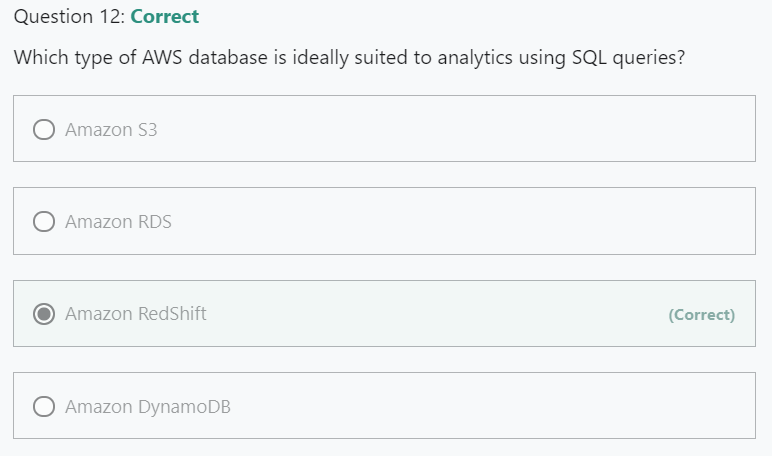 Question 12: Correct
Which type of AWS database is ideally suited to analytics using SQL queries?
Amazon S3
Amazon RDS
Amazon RedShift (Correct)
Amazon DynamoDB